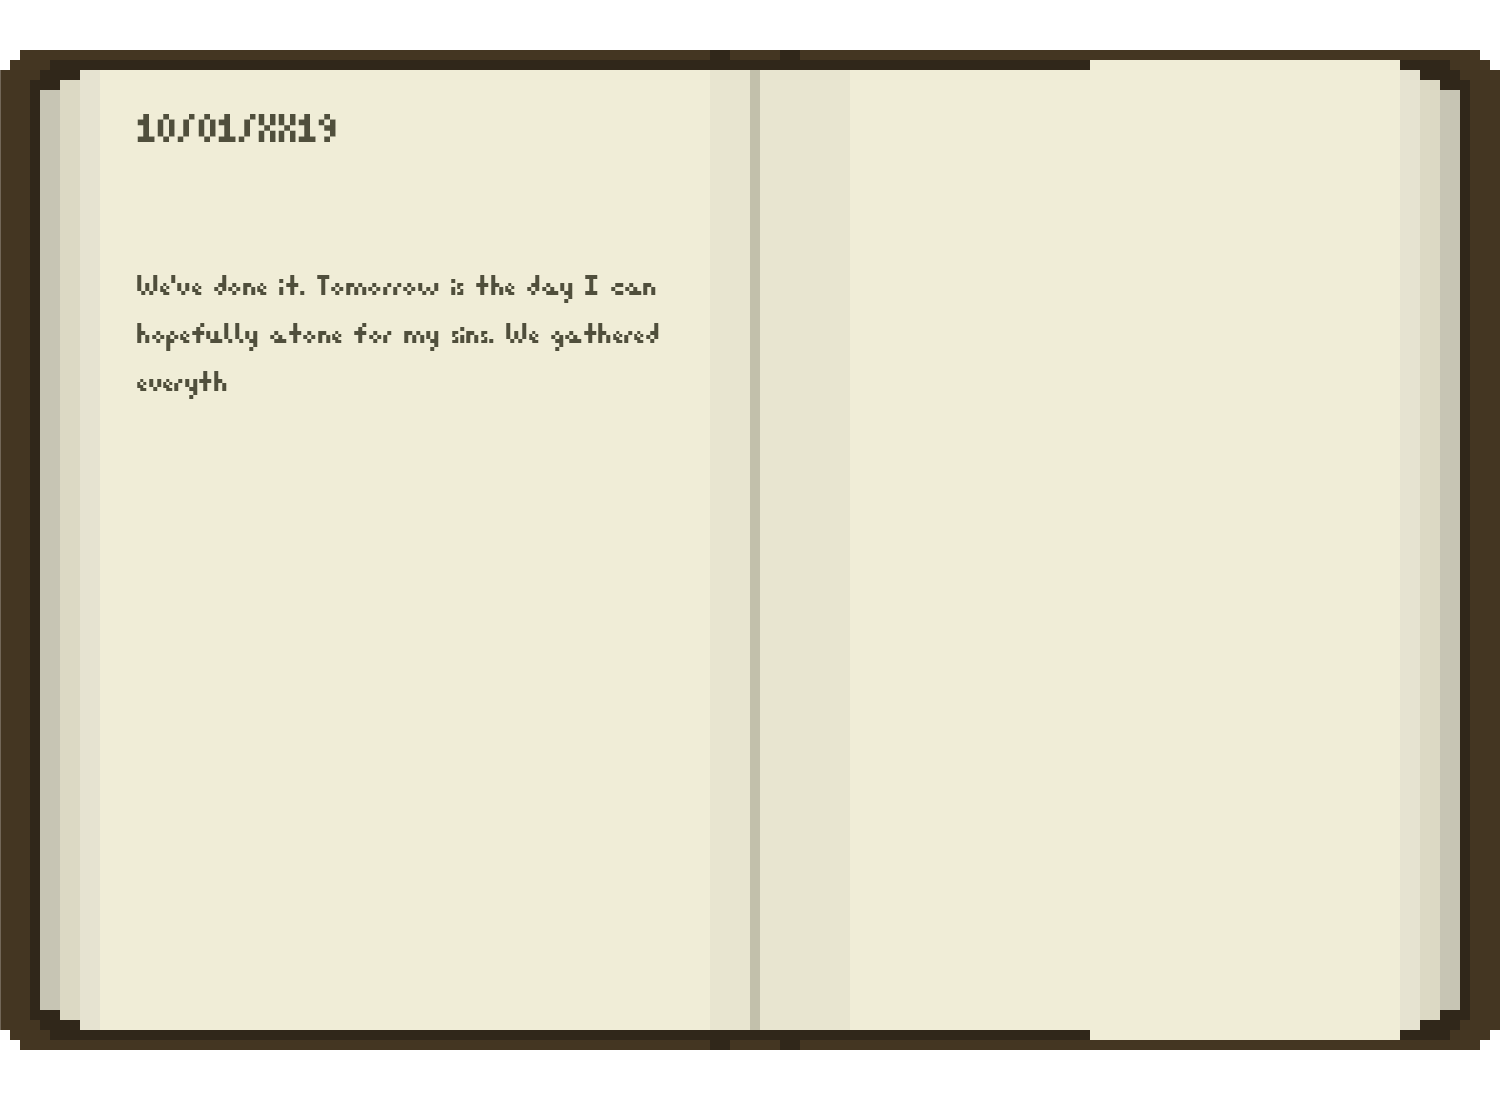 10/01/XX19
We've done it. Tomorrow is the day I can
hopefully atone for my sins. We gathered
everyth